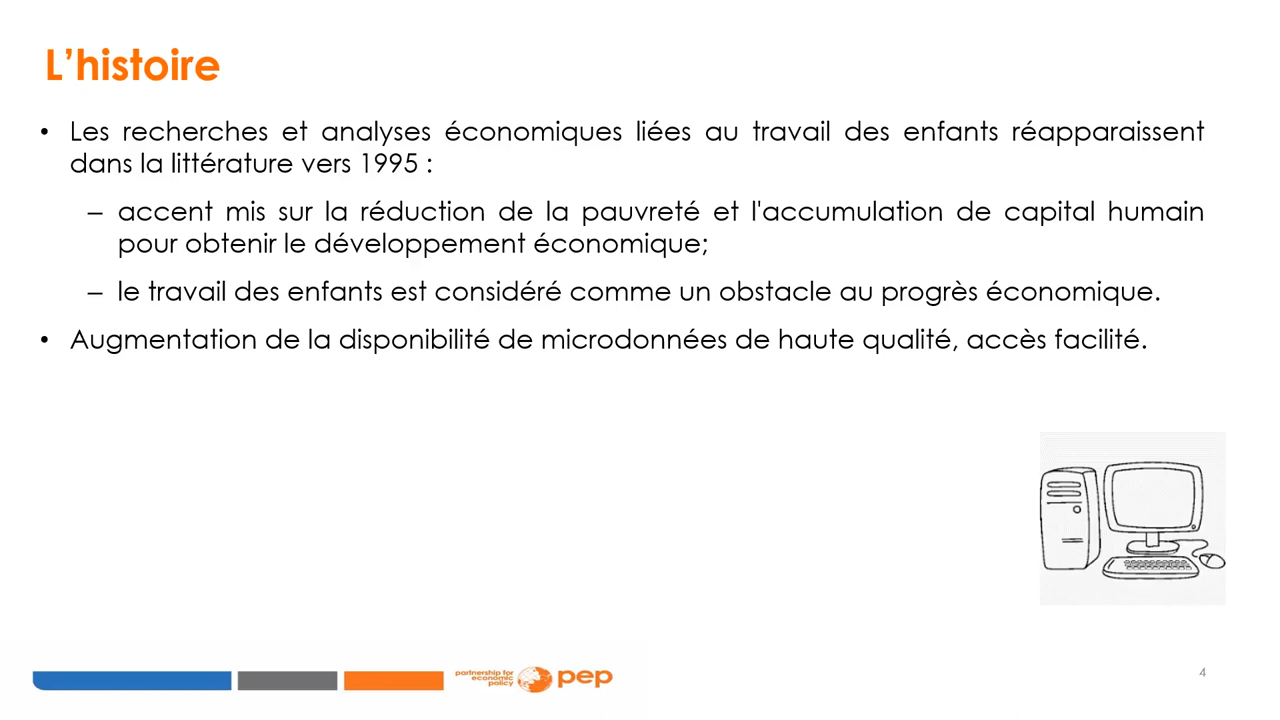 L’histoire
• Les recherches et analyses économiques liées au travail des enfants réapparaissent
dans la littérature vers 1995 :
– accent mis sur la réduction de la pauvreté et l'accumulation de capital humain
pour obtenir le développement économique;
– le travail des enfants est considéré comme un obstacle au progrès économique.
• Augmentation de la disponibilité de microdonnées de haute qualité, accès facilité.
partnership for
economic
policy
pep
4